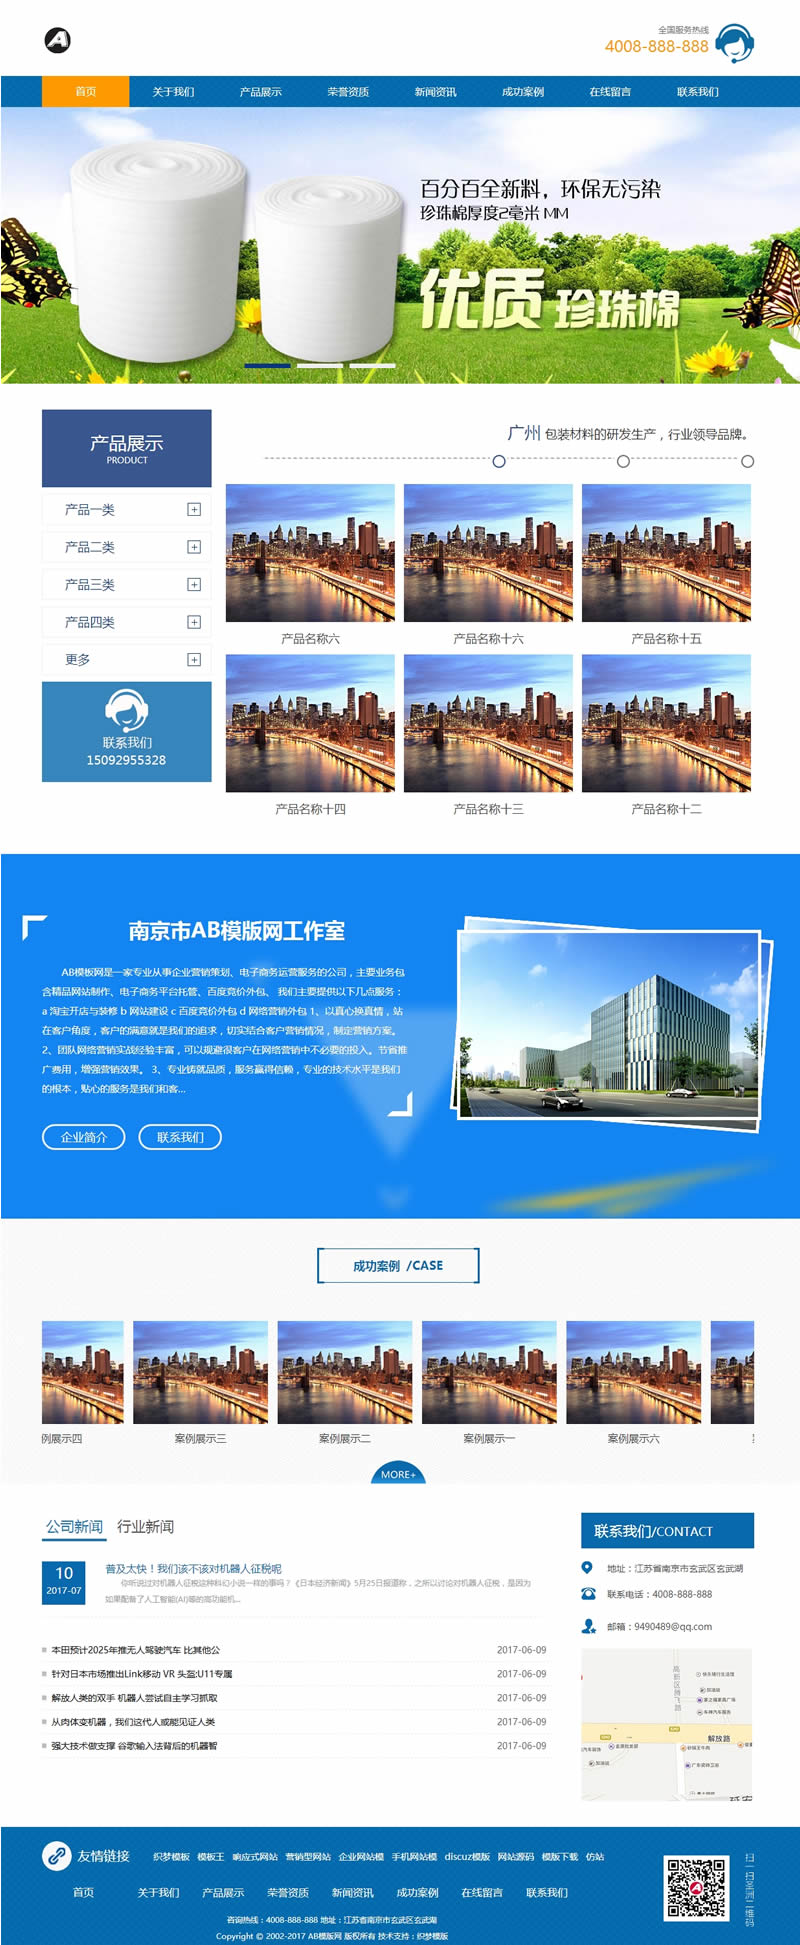 A
全国服务热线
4008-888-888
首页 关于我们 产品展示 荣誉资质 新闻资讯 成功案例 在线留言 联系我们
百分百全新料，环保无污染
珍珠棉厚度2毫米 MM
优质 珍珠棉
产品展示
PRODUCT
产品一类
产品二类
产品三类
产品四类
更多
联系我们
15092955328
广州 包装材料的研发生产，行业领导品牌。
产品名称六 产品名称十六 产品名称十五
产品名称十四 产品名称十三 产品名称十二
南京市AB模版网工作室
AB模板网是一家专业从事企业营销策划、电子商务运营服务的公司，主要业务包
含精品网站制作、电子商务平台托管、百度竞价外包、 我们主要提供以下几点服务：
a 淘宝开店与装修 b 网站建设 c 百度竞价外包 d 网络营销外包 1、以真心换真情，站
在客户角度，客户的满意就是我们的追求，切实结合客户营销情况，制定营销方案。
2、团队网络营销实战经验丰富，可以规避很客户在网络营销中不必要的投入。节省推
广费用，增强营销效果。 3、专业铸就品质，服务赢得信赖，专业的技术水平是我们
的根本，贴心的服务是我们和客...
企业简介 联系我们
成功案例 /CASE
例展示四 案例展示三 案例展示二 案例展示一 案例展示六
MORE+
公司新闻 行业新闻
10
2017-07
普及太快！我们该不该对机器人征税呢
你听说过对机器人征税这种科幻小说一样的事吗？《日本经济新闻》5月25日报道称，之所以讨论对机器人征税，是因为
如果配备了人工智能(AI)等的高功能机...
本田预计2025年推无人驾驶汽车 比其他公 2017-06-09
针对日本市场推出Link移动 VR 头盔:U11专属 2017-06-09
解放人类的双手 机器人尝试自主学习抓取 2017-06-09
从肉体变机器，我们这代人或能见证人类 2017-06-09
强大技术做支撑 谷歌输入法背后的机器智 2017-06-09
联系我们/CONTACT
地址：江苏省南京市玄武区玄武湖
联系电话：4008-888-888
邮箱：9490489@qq.com
高新区腾飞路
解放路
友情链接 织梦模板 模板王 响应式网站 营销型网站 企业网站模 手机网站模 discuz模版 网站源码 模版下载 仿站
首页 关于我们 产品展示 荣誉资质 新闻资讯 成功案例 在线留言 联系我们
咨询热线：4008-888-888 地址：江苏省南京市玄武区玄武湖
Copyright © 2002-2017 AB模版网 版权所有 技术支持：织梦模版